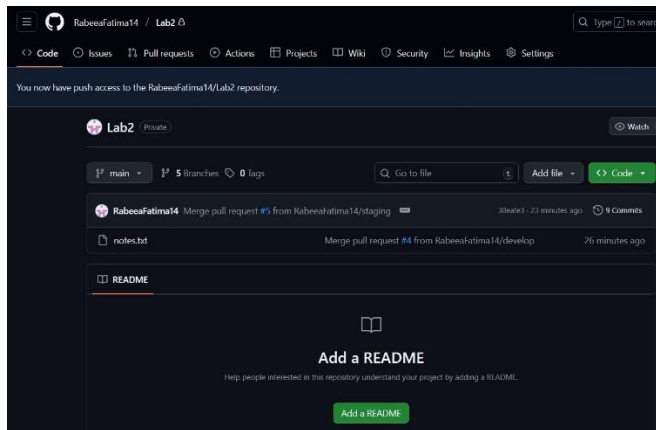 RabeeaFatima14 / Lab2
Type / to sear
Code Issues Pull requests Actions Projects Wiki Security Insights Settings
You now have push access to the RabeeaFatima14/Lab2 repository.
Lab2 Private
Watch
main 5 Branches 0 Tags Go to file t Add file Code
RabeeaFatima14 Merge pull request #5 from RabeeaFatima14/staging 23 minutes ago 9 Commits
notes.txt Merge pull request #4 from RabeeaFatima14/develop 26 minutes ago
README
Add a README
Help people interested in this repository understand your project by adding a README.
Add a README